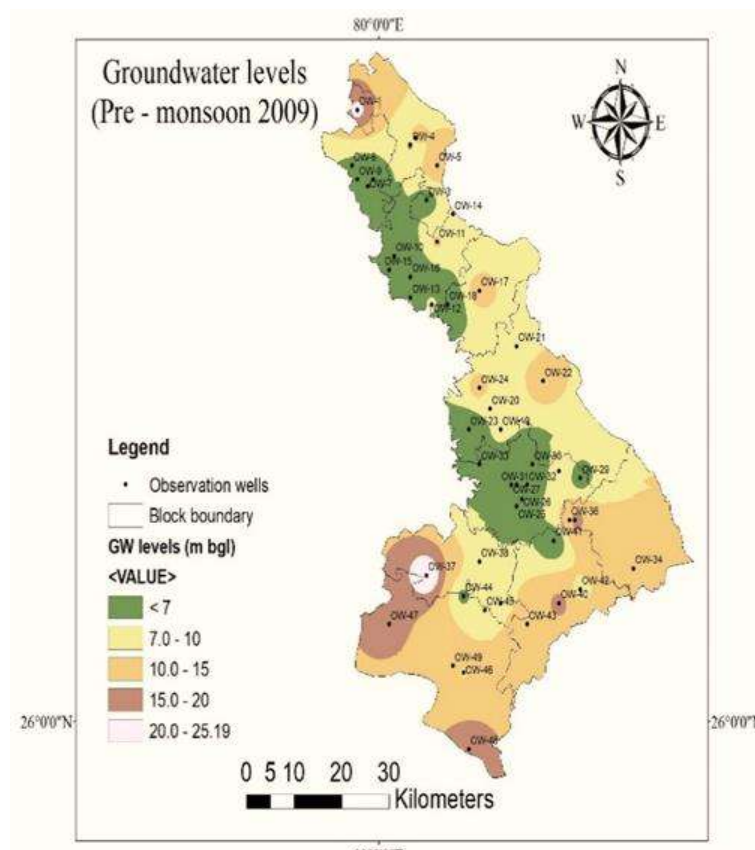 80°0'0"E
Groundwater levels
(Pre - monsoon 2009)
N
W E
S
OW-1
OW-4
OW-5
OW-9
OW-7
OW-3
OW-14
OW-11
OW-10
OW-15
OW-16
OW-17
OW-13
OW-18
OW-12
OW-21
OW-22
OW-24
OW-20
OW-23
OW-19
OW-33
OW-29
OW-31
OW-32
OW-27
OW-26
OW-25
OW-36
OW-41
OW-38
OW-34
OW-37
OW-42
OW-44
OW-40
OW-45
OW-47
OW-43
OW-49
OW-46
OW-48
Legend
Observation wells
Block boundary
GW levels (m bgl)
<VALUE>
< 7
7.0 - 10
10.0 - 15
15.0 - 20
20.0 - 25.19
26°0'0"N
26°0'0"N
0 5 10 20 30
Kilometers